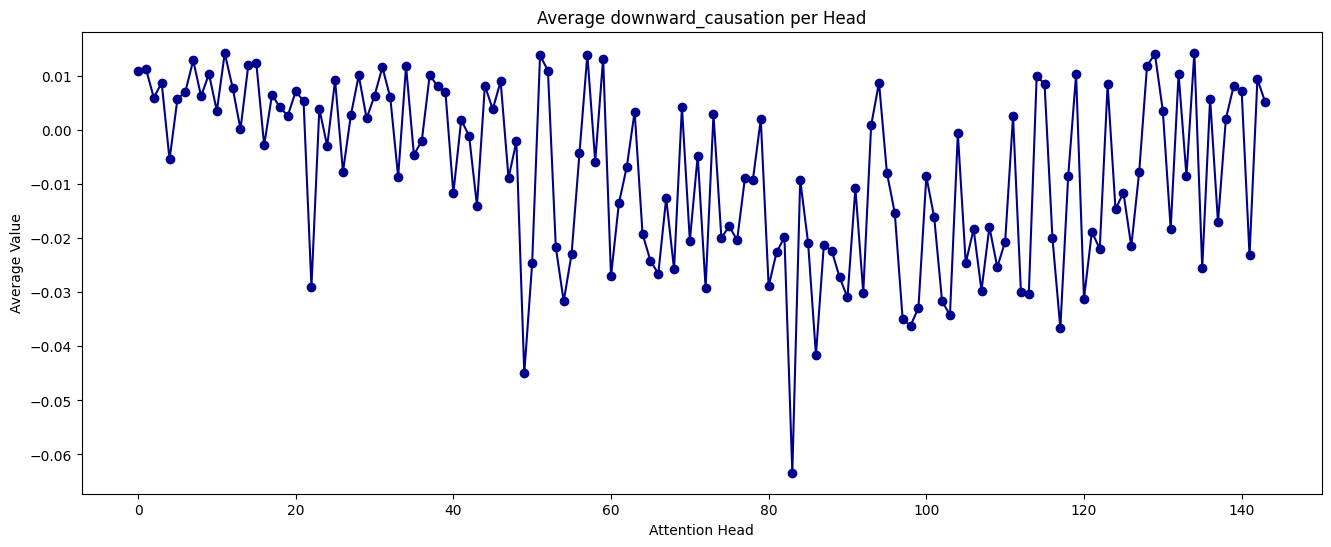 Average downward_causation per Head
Average Value
0.01
0.00
−0.01
−0.02
−0.03
−0.04
−0.05
−0.06
0 20 40 60 80 100 120 140
Attention Head